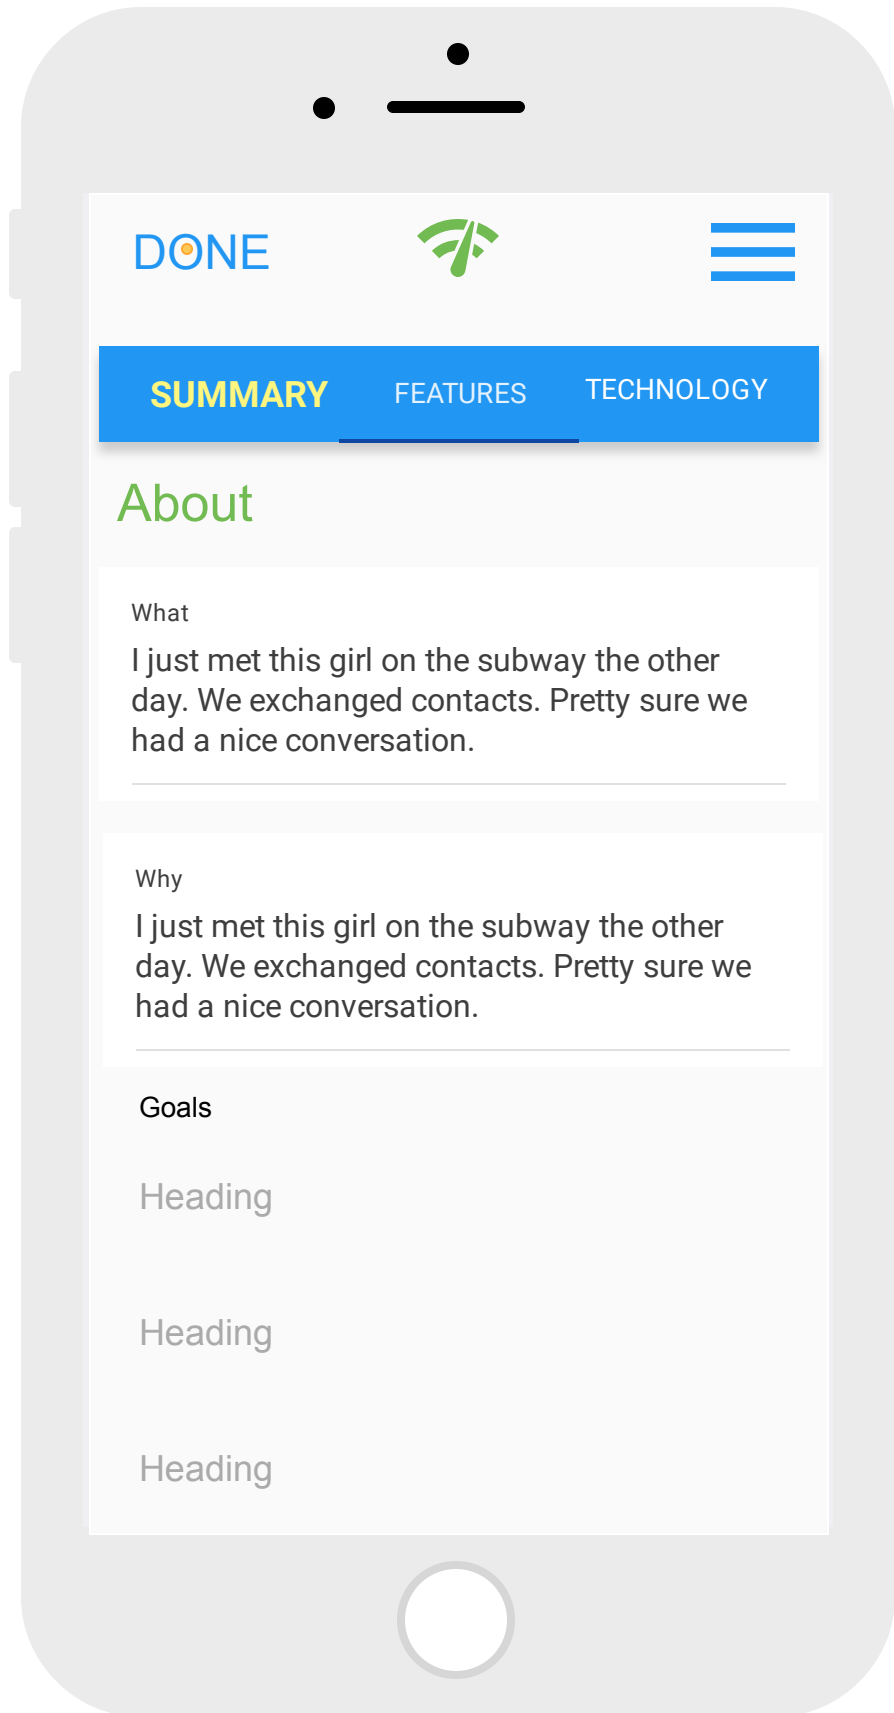 DONE
SUMMARY FEATURES TECHNOLOGY
About
What
I just met this girl on the subway the other
day. We exchanged contacts. Pretty sure we
had a nice conversation.
Why
I just met this girl on the subway the other
day. We exchanged contacts. Pretty sure we
had a nice conversation.
Goals
Heading
Heading
Heading